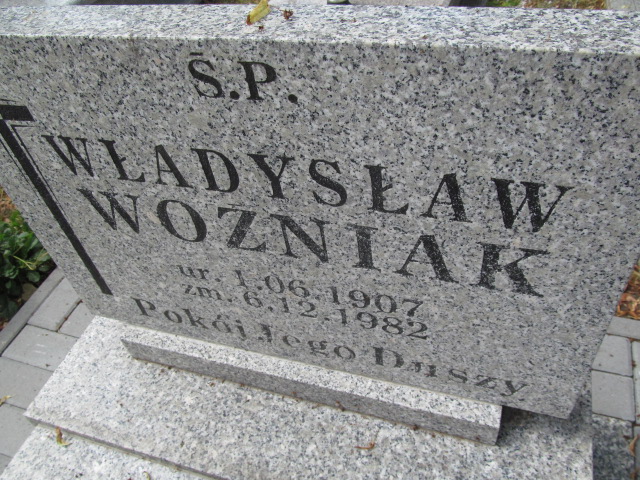 Ś.P.
WŁADYSŁAW
WOZNIAK
ur. 1.06.1907
zm. 6.12.1982
Pokój Jego Duszy